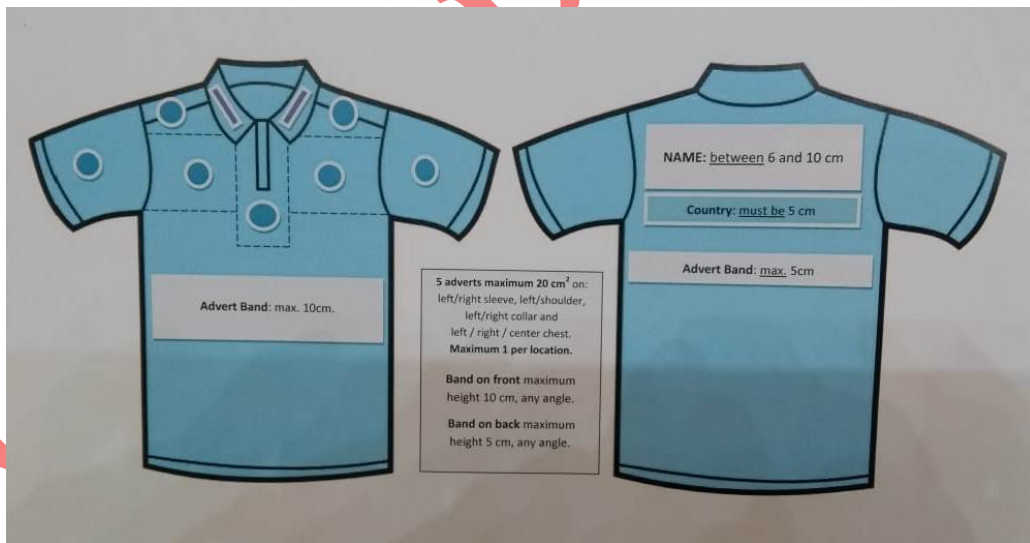 Advert Band: max. 10cm.
5 adverts maximum 20 cm² on:
left/right sleeve, left/shoulder,
left/right collar and
left / right / center chest.
Maximum 1 per location.
Band on front maximum
height 10 cm, any angle.
Band on back maximum
height 5 cm, any angle.
NAME: between 6 and 10 cm
Country: must be 5 cm
Advert Band: max. 5cm